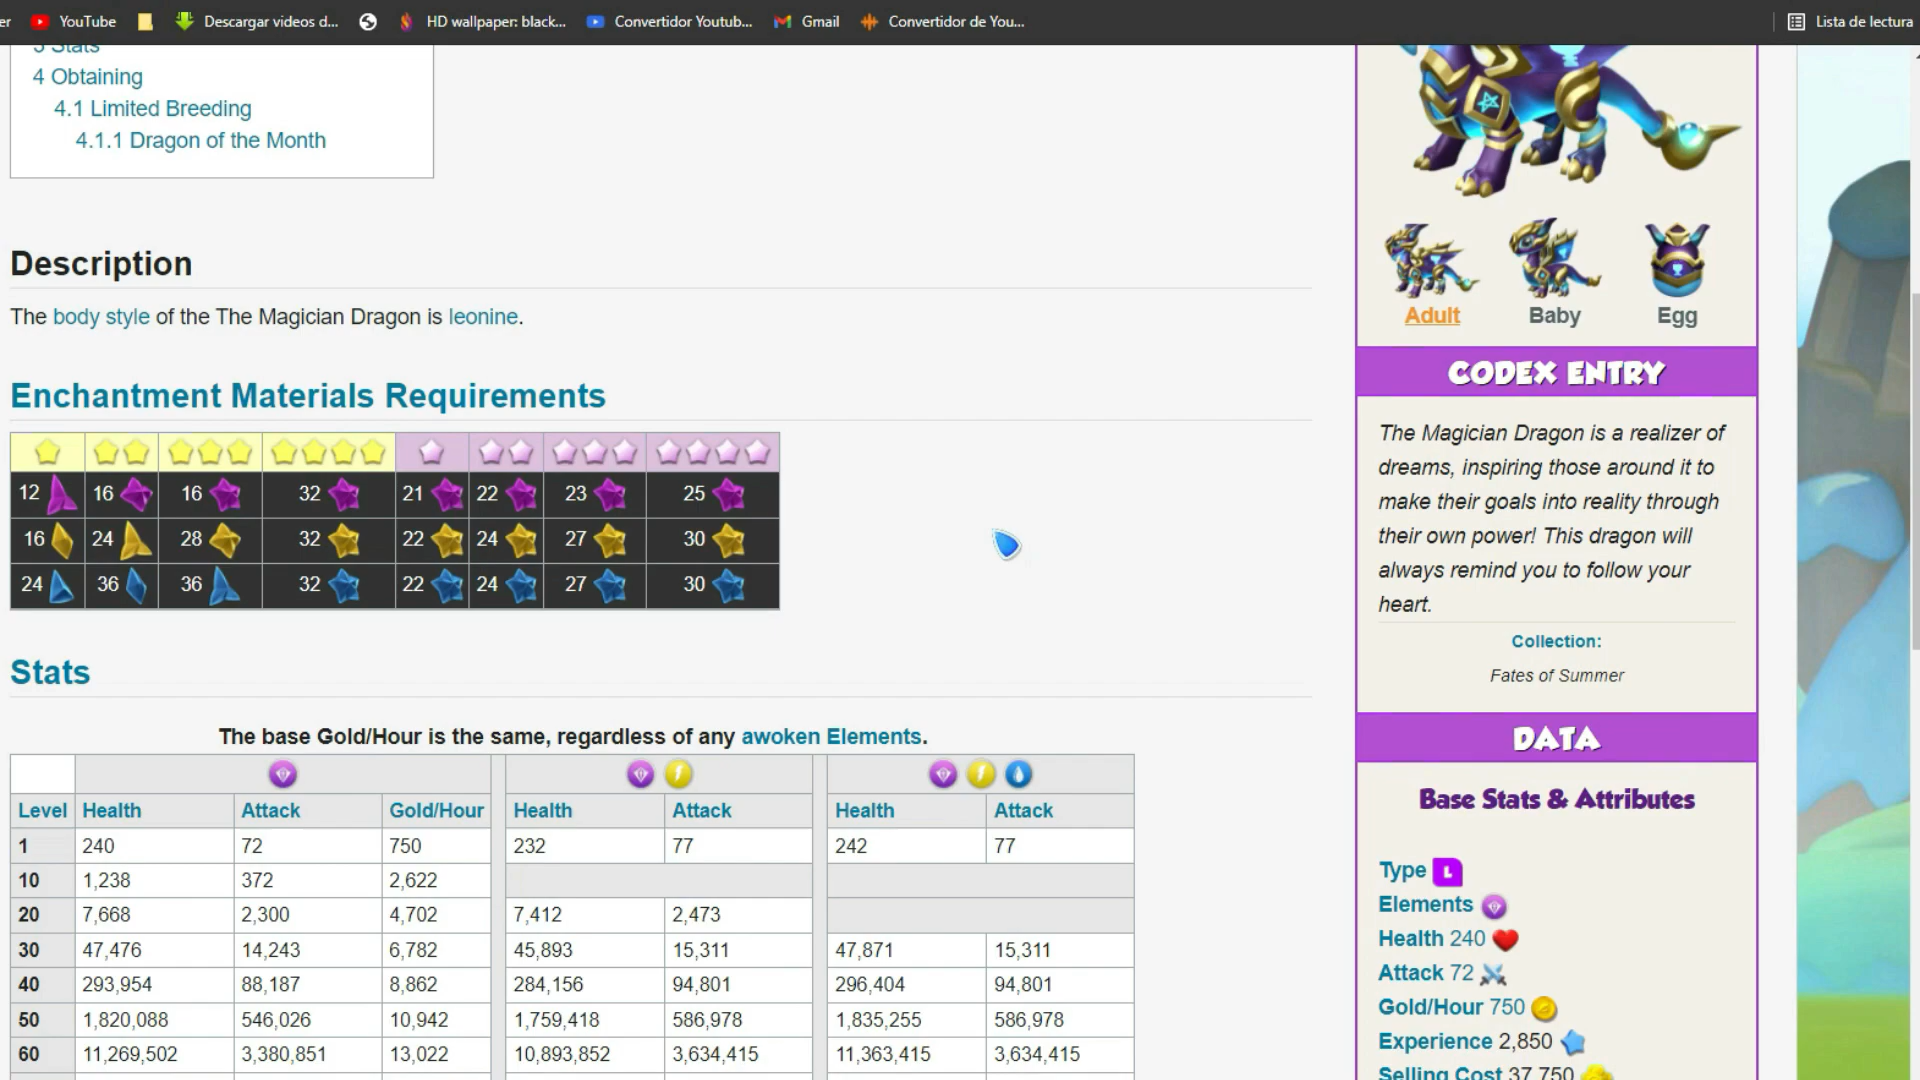 er YouTube Descargar videos d... HD wallpaper: black... Convertidor Youtub... Gmail Convertidor de You... Lista de lectura
3 Stats
4 Obtaining
4.1 Limited Breeding
4.1.1 Dragon of the Month
Description
The body style of the The Magician Dragon is leonine.
Enchantment Materials Requirements
12 16 16 32 21 22 23 25
16 24 28 32 22 24 27 30
24 36 36 32 22 24 27 30
Stats
The base Gold/Hour is the same, regardless of any awoken Elements.
Level Health Attack Gold/Hour Health Attack Health Attack
1 240 72 750 232 77 242 77
10 1,238 372 2,622
20 7,668 2,300 4,702 7,412 2,473
30 47,476 14,243 6,782 45,893 15,311 47,871 15,311
40 293,954 88,187 8,862 284,156 94,801 296,404 94,801
50 1,820,088 546,026 10,942 1,759,418 586,978 1,835,255 586,978
60 11,269,502 3,380,851 13,022 10,893,852 3,634,415 11,363,415 3,634,415
Adult Baby Egg
CODEX ENTRY
The Magician Dragon is a realizer of
dreams, inspiring those around it to
make their goals into reality through
their own power! This dragon will
always remind you to follow your
heart.
Collection:
Fates of Summer
DATA
Base Stats & Attributes
Type L
Elements
Health 240
Attack 72
Gold/Hour 750
Experience 2,850
Selling Cost 37,750